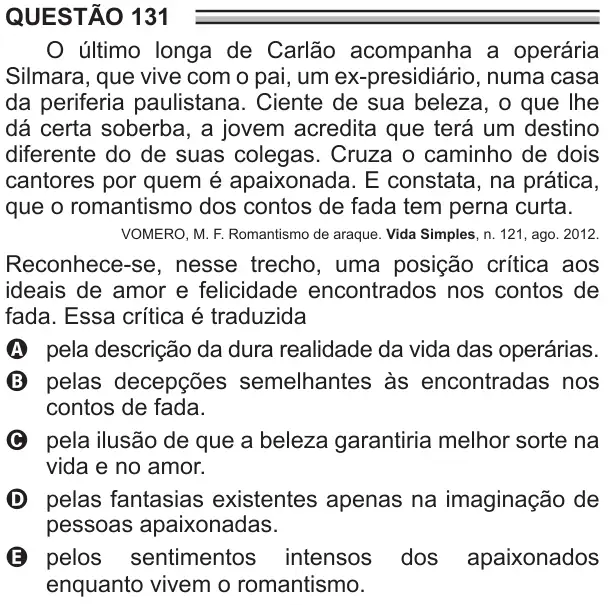 QUESTÃO 131
O último longa de Carlão acompanha a operária
Silmara, que vive com o pai, um ex-presidiário, numa casa
da periferia paulistana. Ciente de sua beleza, o que lhe
dá certa soberba, a jovem acredita que terá um destino
diferente do de suas colegas. Cruza o caminho de dois
cantores por quem é apaixonada. E constata, na prática,
que o romantismo dos contos de fada tem perna curta.
VOMERO, M. F. Romantismo de araque. Vida Simples, n. 121, ago. 2012.
Reconhece-se, nesse trecho, uma posição crítica aos
ideais de amor e felicidade encontrados nos contos de
fada. Essa crítica é traduzida
A pela descrição da dura realidade da vida das operárias.
B pelas decepções semelhantes às encontradas nos
contos de fada.
C pela ilusão de que a beleza garantiria melhor sorte na
vida e no amor.
D pelas fantasias existentes apenas na imaginação de
pessoas apaixonadas.
E pelos sentimentos intensos dos apaixonados
enquanto vivem o romantismo.